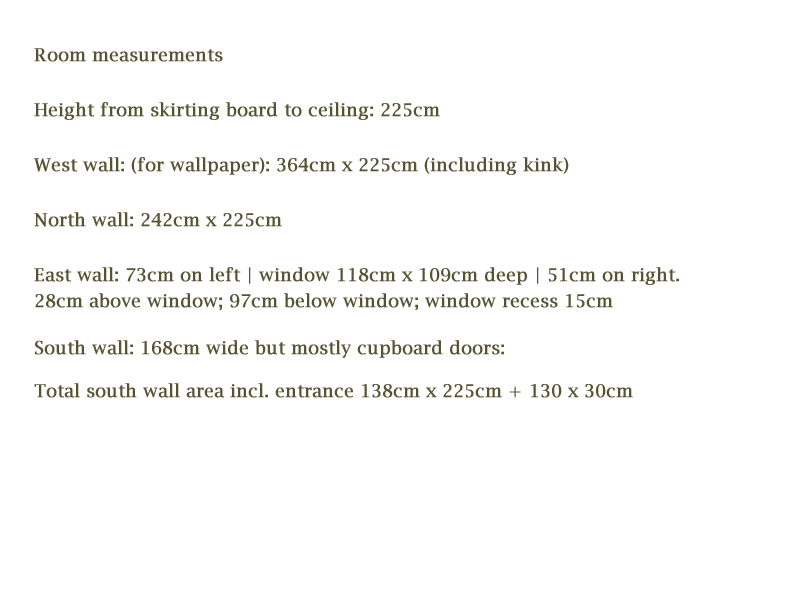 Room measurements
Height from skirting board to ceiling: 225cm
West wall: (for wallpaper): 364cm x 225cm (including kink)
North wall: 242cm x 225cm
East wall: 73cm on left | window 118cm x 109cm deep | 51cm on right.
28cm above window; 97cm below window; window recess 15cm
South wall: 168cm wide but mostly cupboard doors:
Total south wall area incl. entrance 138cm x 225cm + 130 x 30cm